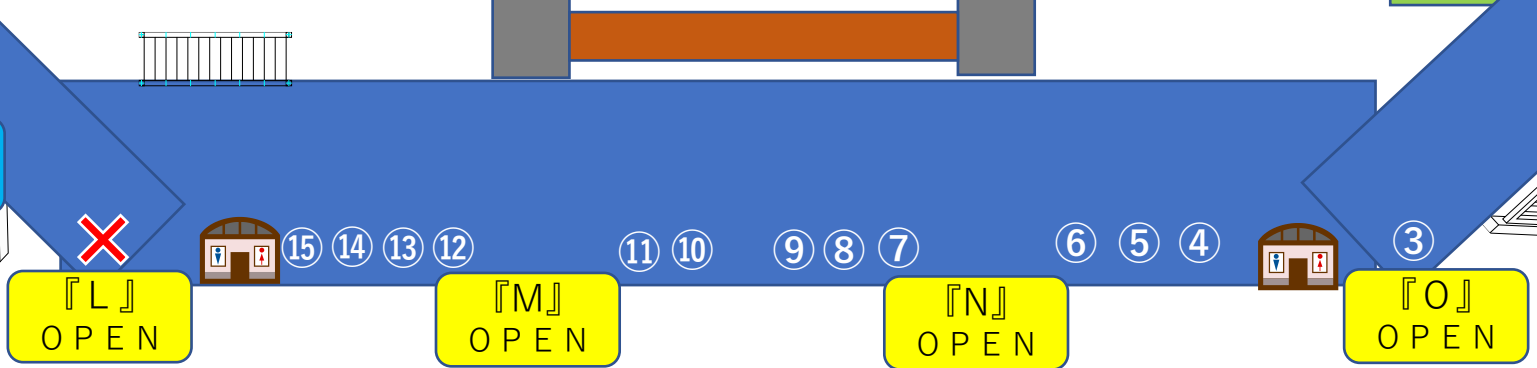 ⑮ ⑭ ⑬ ⑫ ⑪ ⑩ ⑨ ⑧ ⑦ ⑥ ⑤ ④ ③
『L』
OPEN
『M』
OPEN
『N』
OPEN
『O』
OPEN